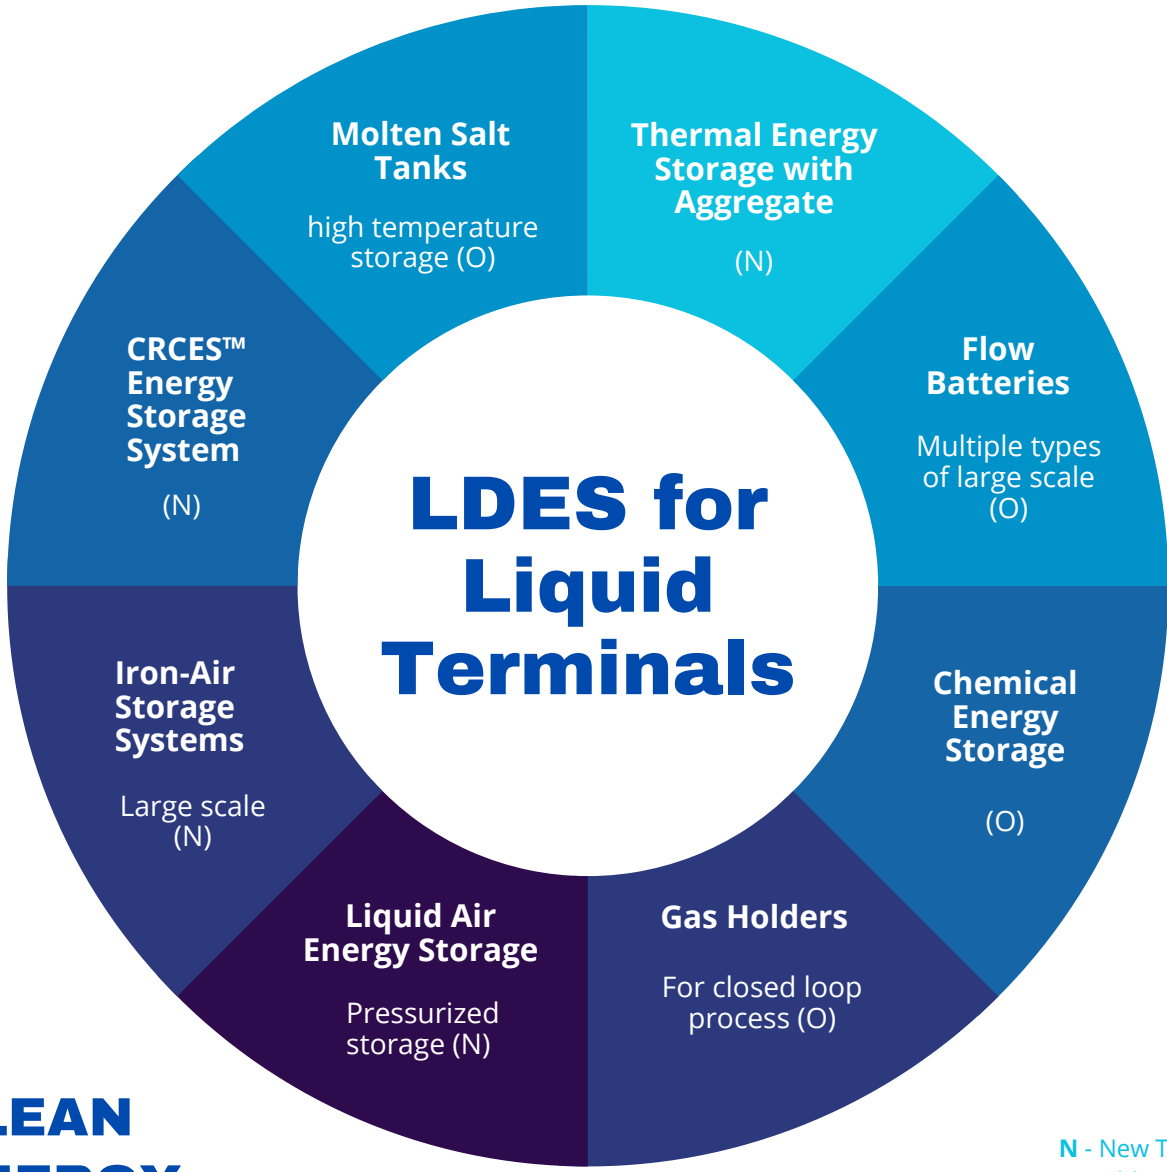 Molten Salt
Tanks
high temperature
storage (O)
Thermal Energy
Storage with
Aggregate
(N)
Flow
Batteries
Multiple types
of large scale
(O)
Chemical
Energy
Storage
(O)
Gas Holders
For closed loop
process (O)
Liquid Air
Energy Storage
Pressurized
storage (N)
Iron-Air
Storage
Systems
Large scale
(N)
CRCES™
Energy
Storage
System
(N)
LDES for
Liquid
Terminals
LEAN
N - New T